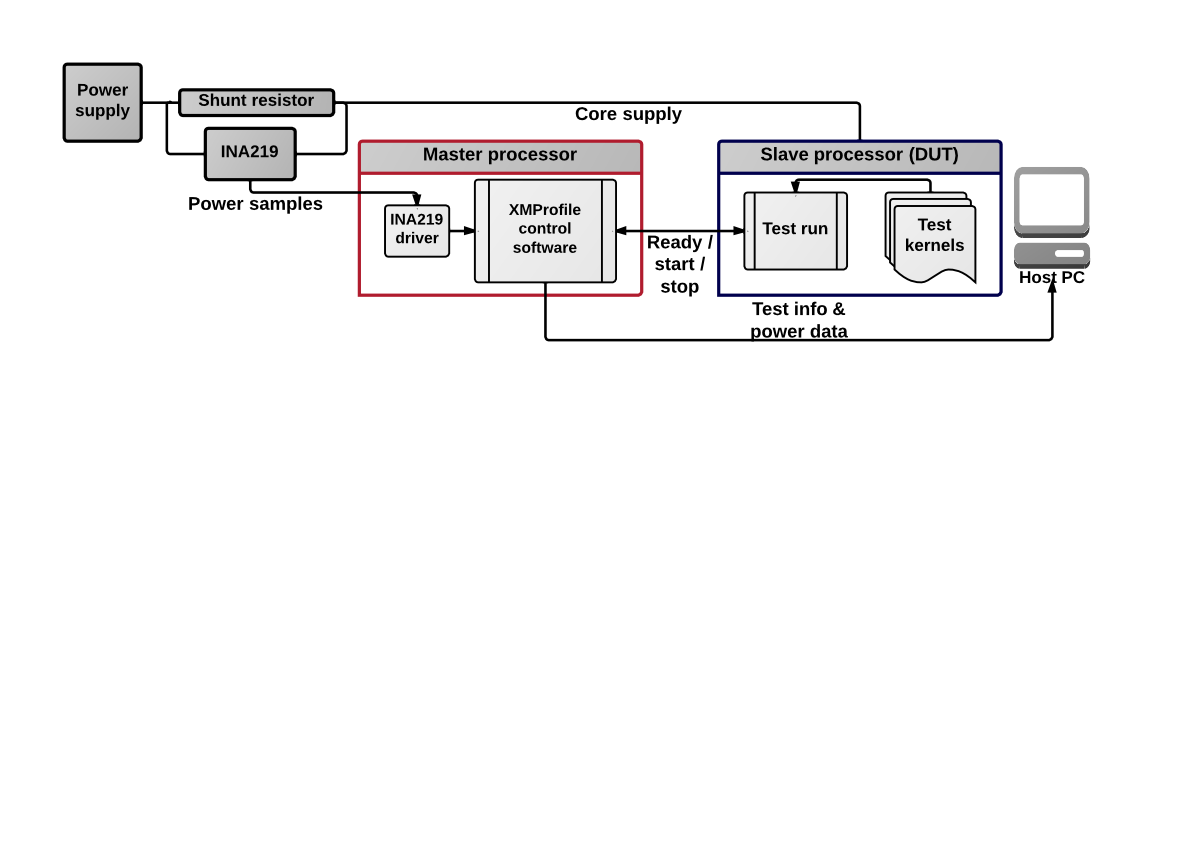 Power
supply
Shunt resistor
INA219
Power samples
Core supply
Master processor
INA219
driver
XMProfile
control
software
Ready /
start /
stop
Slave processor (DUT)
Test run
Test
kernels
Host PC
Test info &
power data